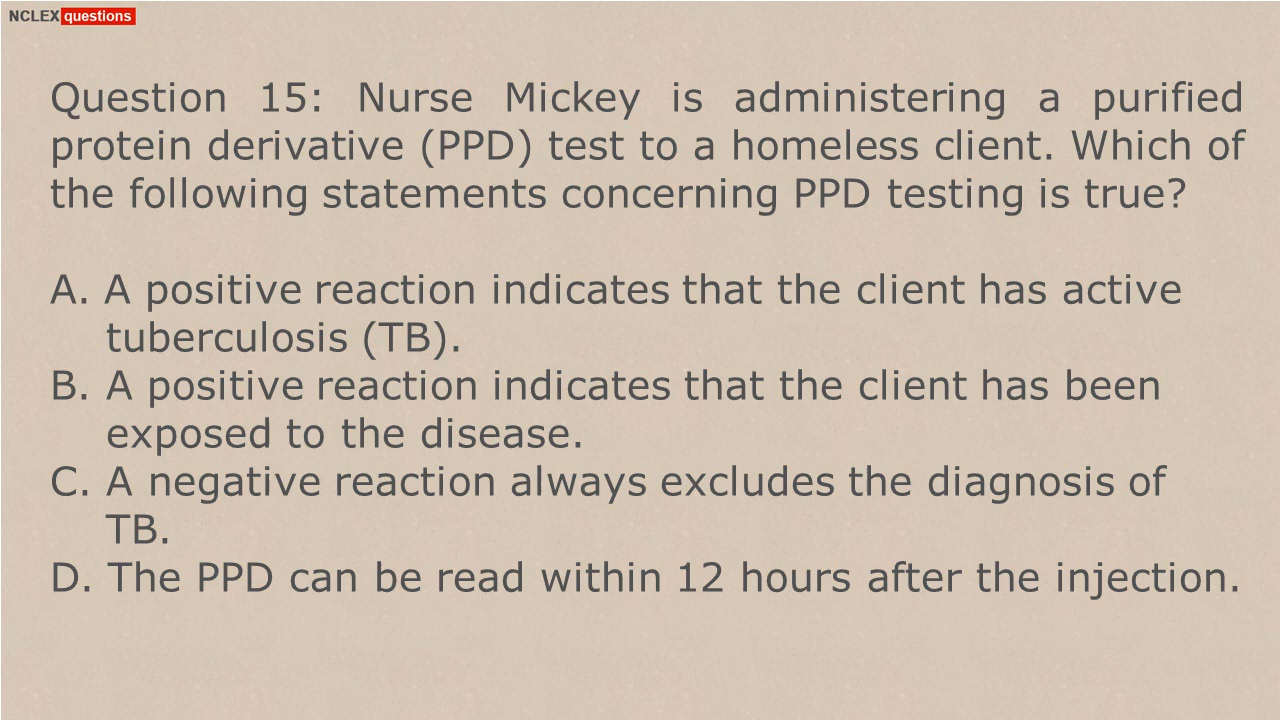 NCLEX questions
Question 15: Nurse Mickey is administering a purified
protein derivative (PPD) test to a homeless client. Which of
the following statements concerning PPD testing is true?
A. A positive reaction indicates that the client has active
tuberculosis (TB).
B. A positive reaction indicates that the client has been
exposed to the disease.
C. A negative reaction always excludes the diagnosis of
TB.
D. The PPD can be read within 12 hours after the injection.